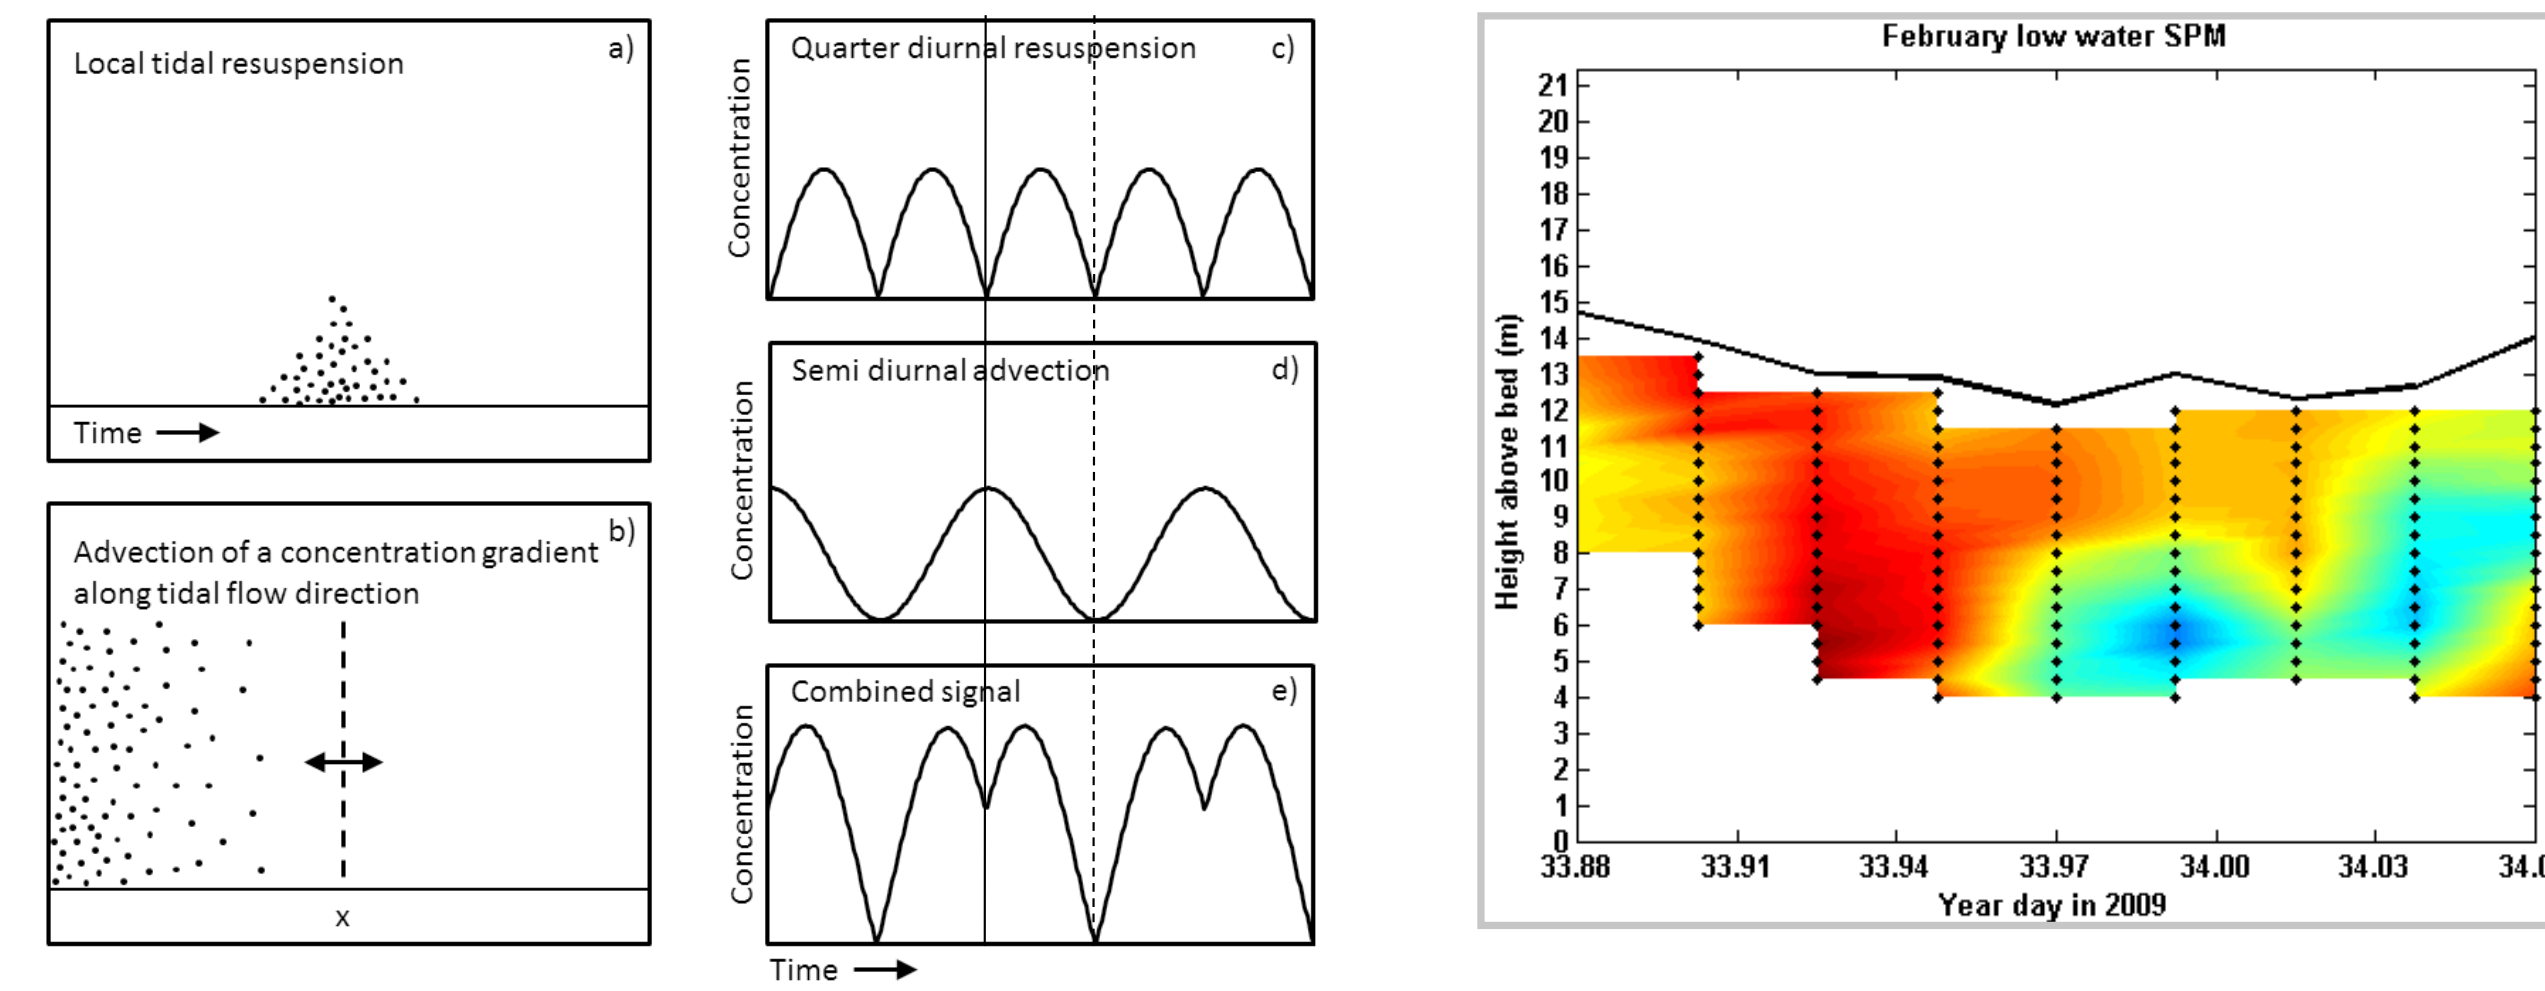 Local tidal resuspension
a)
Time
Advection of a concentration gradient
along tidal flow direction
b)
x
Quarter diurnal resuspension
c)
Concentration
Semi diurnal advection
d)
Concentration
Combined signal
e)
Concentration
Time
February low water SPM
21
20
19
18
17
16
15
14
13
12
11
10
9
8
7
6
5
4
3
2
1
0
Height above bed (m)
33.88 33.91 33.94 33.97 34.00 34.03
Year day in 2009